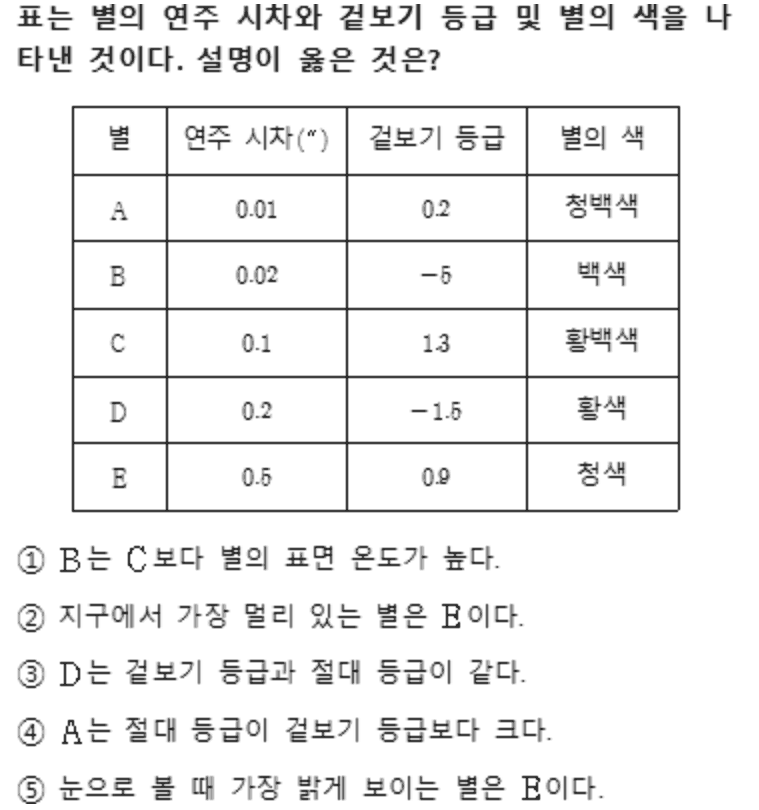 표는 별의 연주 시차와 겉보기 등급 및 별의 색을 나
타낸 것이다. 설명이 옳은 것은?
별 연주 시차(″) 겉보기 등급 별의 색
A 0.01 0.2 청백색
B 0.02 −5 백색
C 0.1 1.3 황백색
D 0.2 −1.5 황색
E 0.5 0.9 청색
① B는 C보다 별의 표면 온도가 높다.
② 지구에서 가장 멀리 있는 별은 E이다.
③ D는 겉보기 등급과 절대 등급이 같다.
④ A는 절대 등급이 겉보기 등급보다 크다.
⑤ 눈으로 볼 때 가장 밝게 보이는 별은 E이다.